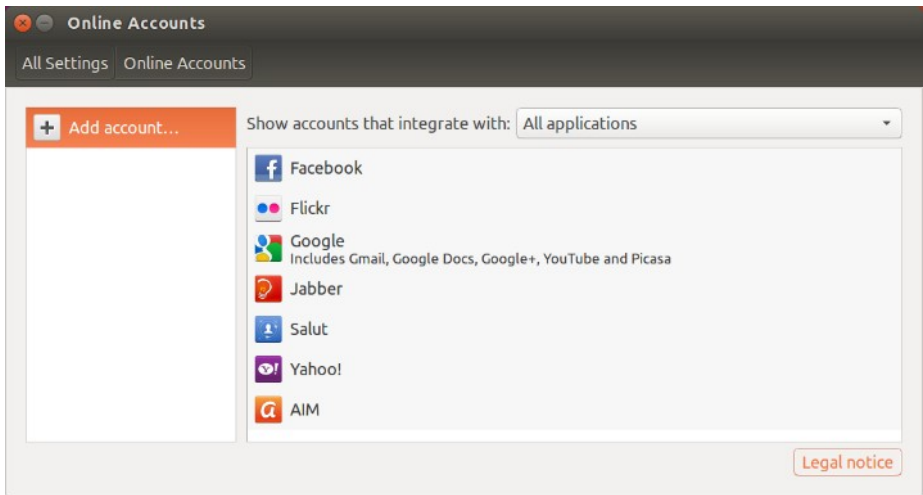 Online Accounts
All Settings Online Accounts
Add account...
Show accounts that integrate with: All applications
Facebook
Flickr
Google
Includes Gmail, Google Docs, Google+, YouTube and Picasa
Jabber
Salut
Yahoo!
AIM
Legal notice